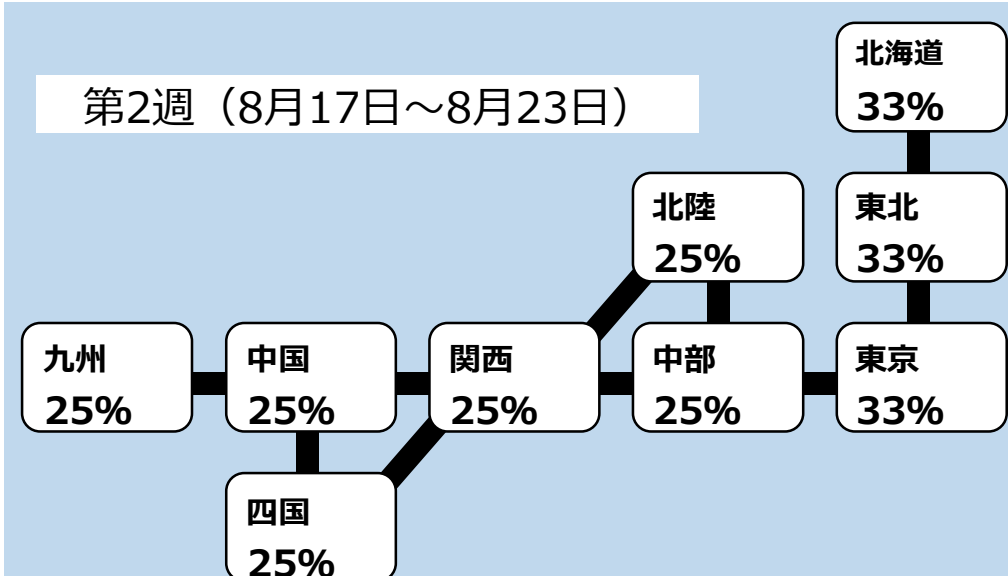 第2週（8月17日～8月23日）
北海道
33%
北陸
25%
東北
33%
九州
25%
中国
25%
関西
25%
中部
25%
東京
33%
四国
25%